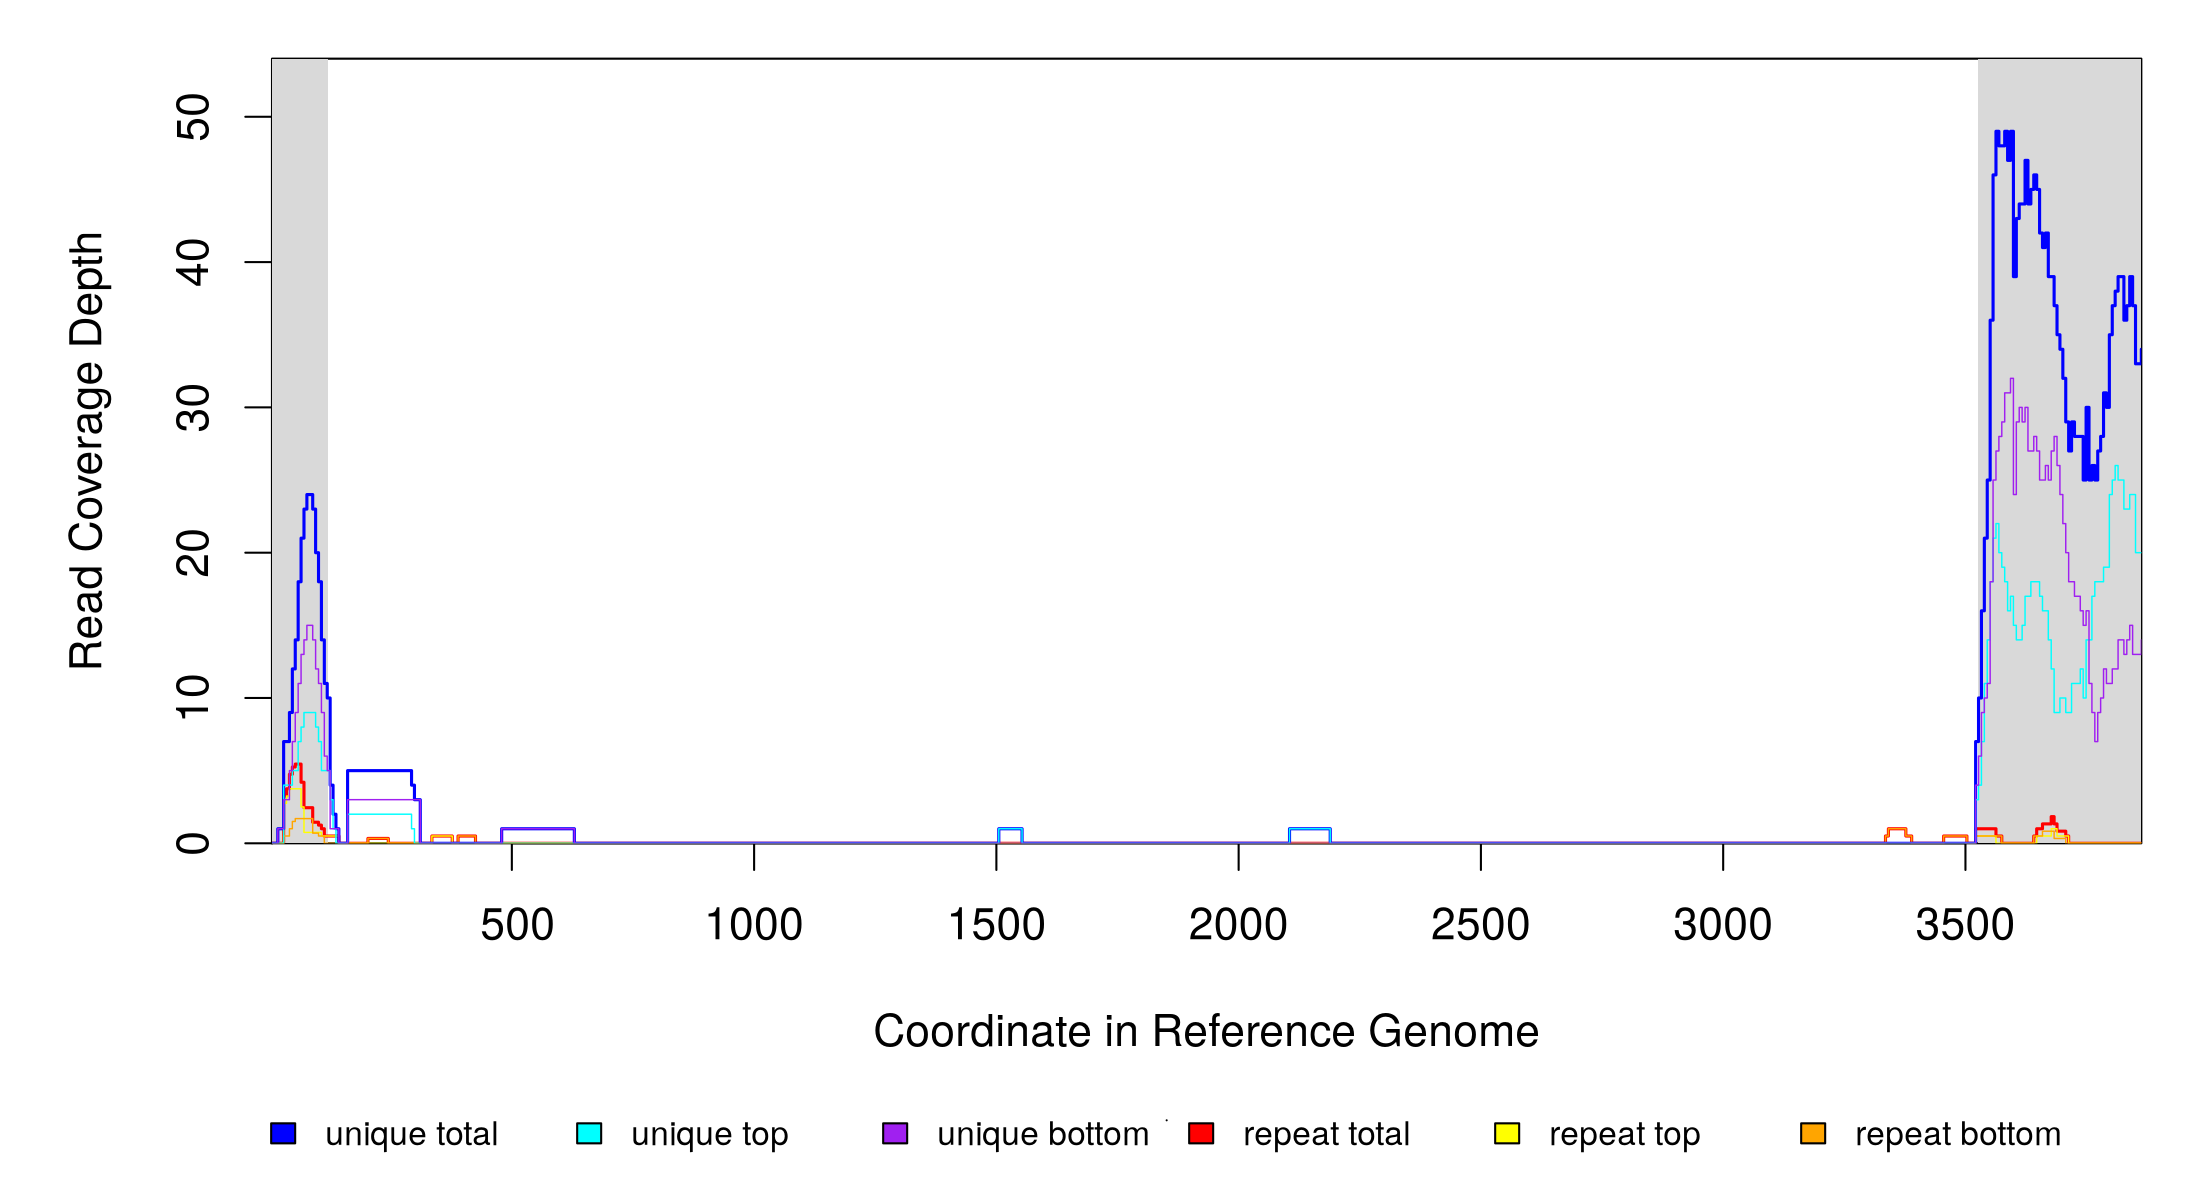 Read Coverage Depth
50
40
30
20
10
0
500 1000 1500 2000 2500 3000 3500
Coordinate in Reference Genome
unique total unique top unique bottom repeat total repeat top repeat bottom